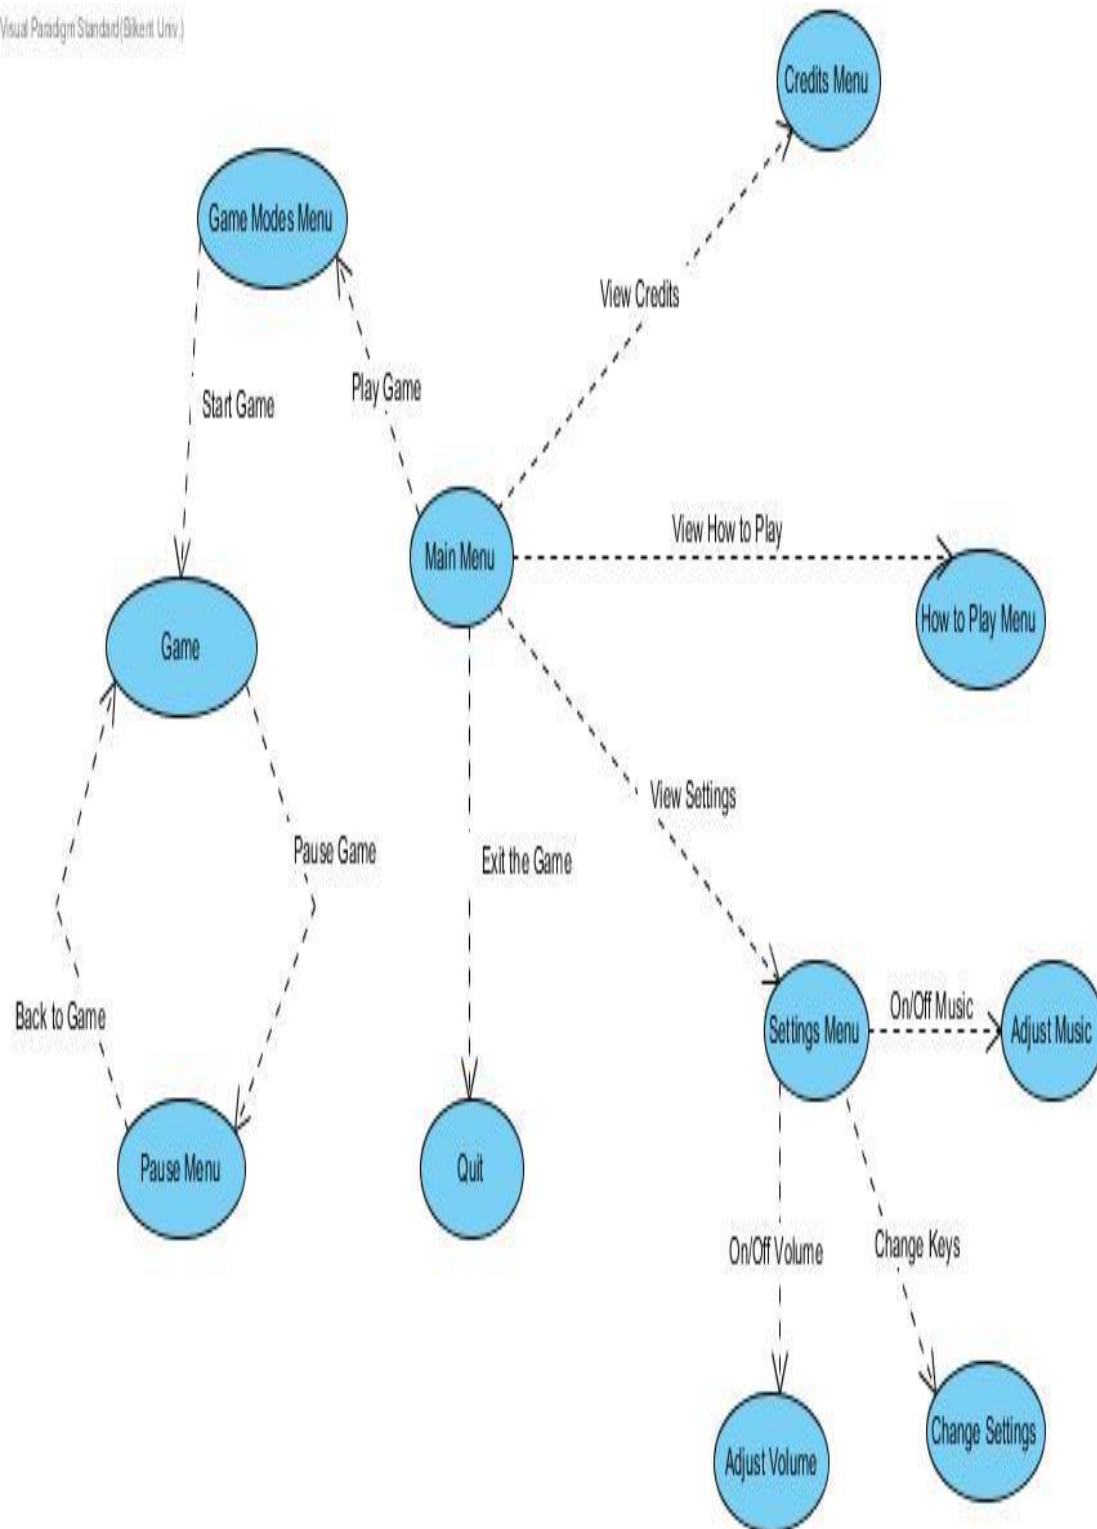 Visual Paradigm Standard(Bilkent Univ.)
Credits Menu
Game Modes Menu
View Credits
Play Game
Start Game
View How to Play
Main Menu
How to Play Menu
Game
View Settings
Pause Game
Exit the Game
Back to Game
On/Off Music
Settings Menu
Adjust Music
Pause Menu
Quit
On/Off Volume
Change Keys
Change Settings
Adjust Volume